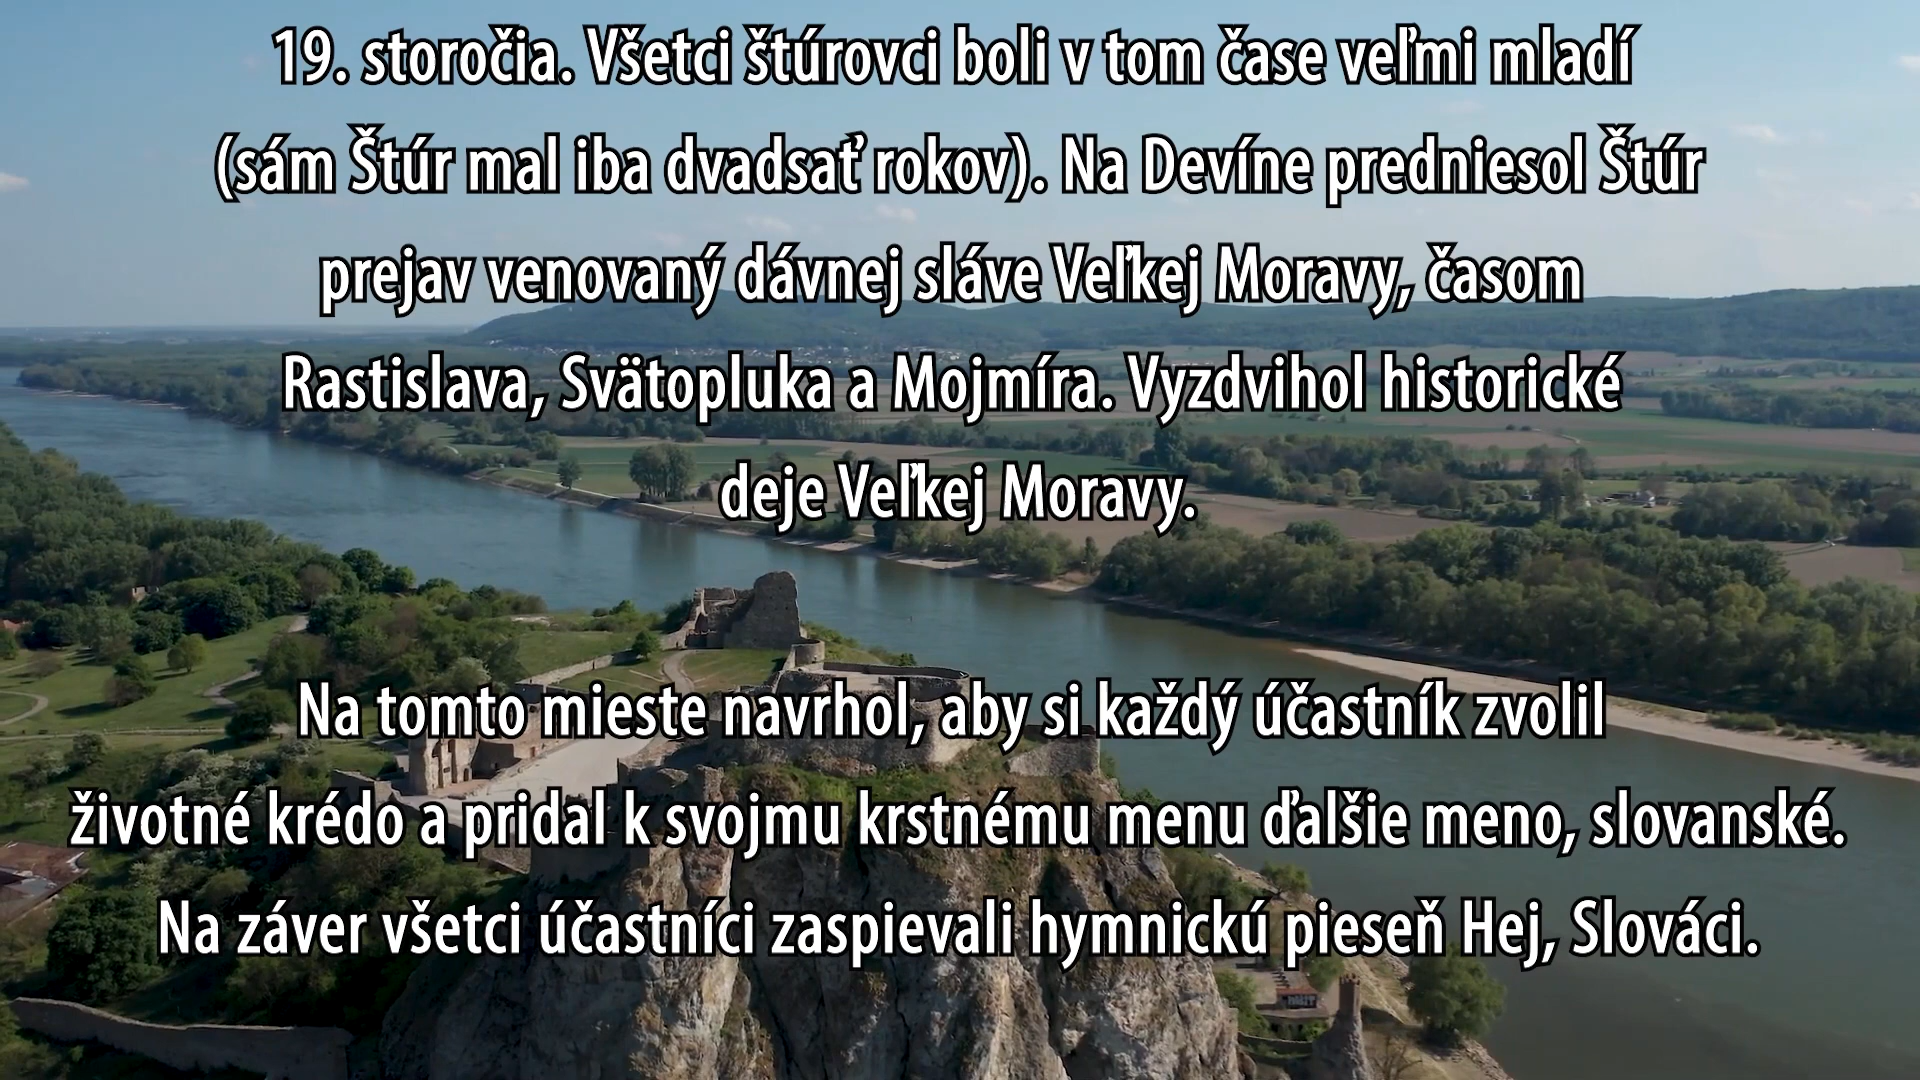 19. storočia. Všetci štúrovci boli v tom čase veľmi mladí
(sám Štúr mal iba dvadsať rokov). Na Devíne predniesol Štúr
prejav venovaný dávnej sláve Veľkej Moravy, časom
Rastislava, Svätopluka a Mojmíra. Vyzdvihol historické
deje Veľkej Moravy.
Na tomto mieste navrhol, aby si každý účastník zvolil
životné krédo a pridal k svojmu krstnému menu ďalšie meno, slovanské.
Na záver všetci účastníci zaspievali hymnickú pieseň Hej, Slováci.